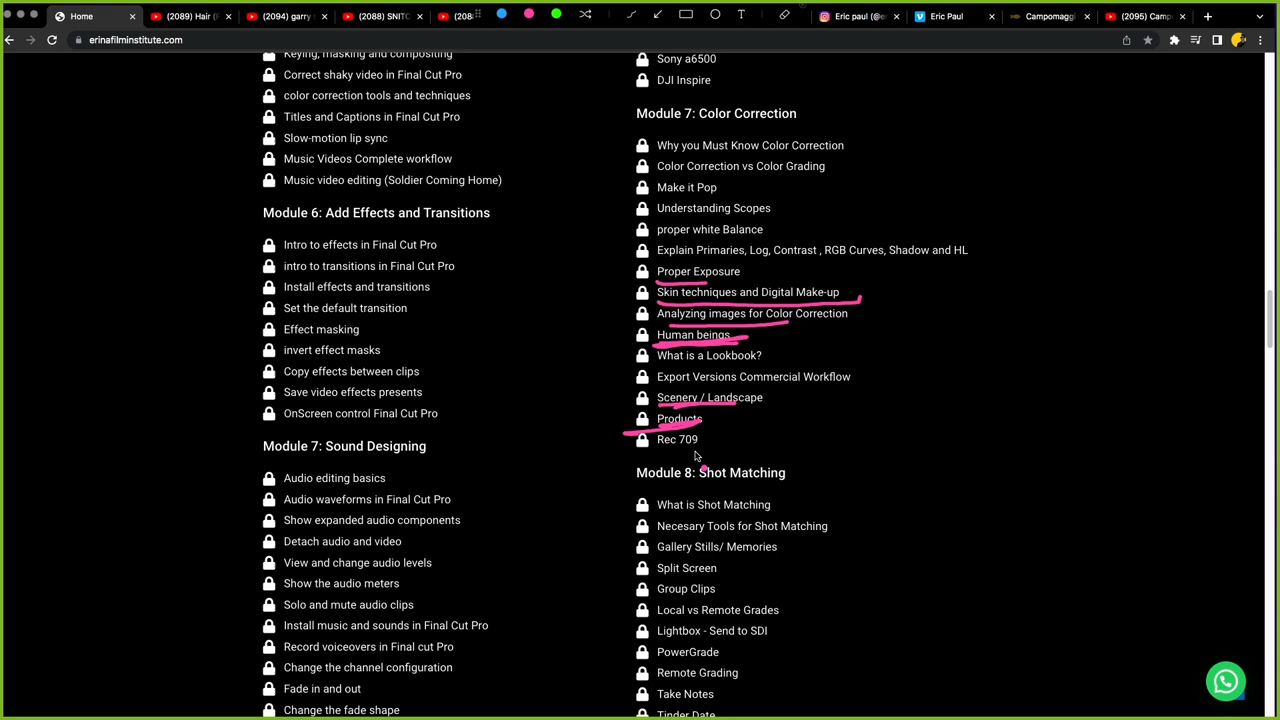 Home
(2089) Hair (F
(2094) garry s
(2088) SNITC
(208
T
Eric paul (@e
Eric Paul
Campomaggi
(2095) Camp
erinafilminstitute.com
Keying, masking and compositing
Correct shaky video in Final Cut Pro
color correction tools and techniques
Titles and Captions in Final Cut Pro
Slow-motion lip sync
Music Videos Complete workflow
Music video editing (Soldier Coming Home)
Module 6: Add Effects and Transitions
Intro to effects in Final Cut Pro
intro to transitions in Final Cut Pro
Install effects and transitions
Set the default transition
Effect masking
invert effect masks
Copy effects between clips
Save video effects presents
OnScreen control Final Cut Pro
Module 7: Sound Designing
Audio editing basics
Audio waveforms in Final Cut Pro
Show expanded audio components
Detach audio and video
View and change audio levels
Show the audio meters
Solo and mute audio clips
Install music and sounds in Final Cut Pro
Record voiceovers in Final cut Pro
Change the channel configuration
Fade in and out
Change the fade shape
Sony a6500
DJI Inspire
Module 7: Color Correction
Why you Must Know Color Correction
Color Correction vs Color Grading
Make it Pop
Understanding Scopes
proper white Balance
Explain Primaries, Log, Contrast , RGB Curves, Shadow and HL
Proper Exposure
Skin techniques and Digital Make-up
Analyzing images for Color Correction
Human beings
What is a Lookbook?
Export Versions Commercial Workflow
Scenery / Landscape
Products
Rec 709
Module 8: Shot Matching
What is Shot Matching
Necesary Tools for Shot Matching
Gallery Stills/ Memories
Split Screen
Group Clips
Local vs Remote Grades
Lightbox - Send to SDI
PowerGrade
Remote Grading
Take Notes
Tinder Date